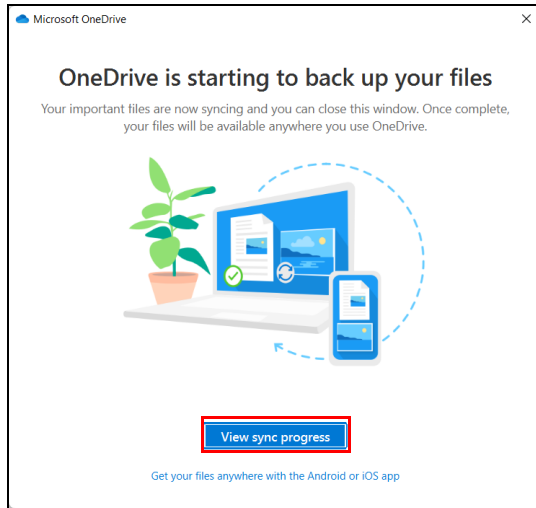 Microsoft OneDrive
OneDrive is starting to back up your files
Your important files are now syncing and you can close this window. Once complete,
your files will be available anywhere you use OneDrive.
View sync progress
Get your files anywhere with the Android or iOS app